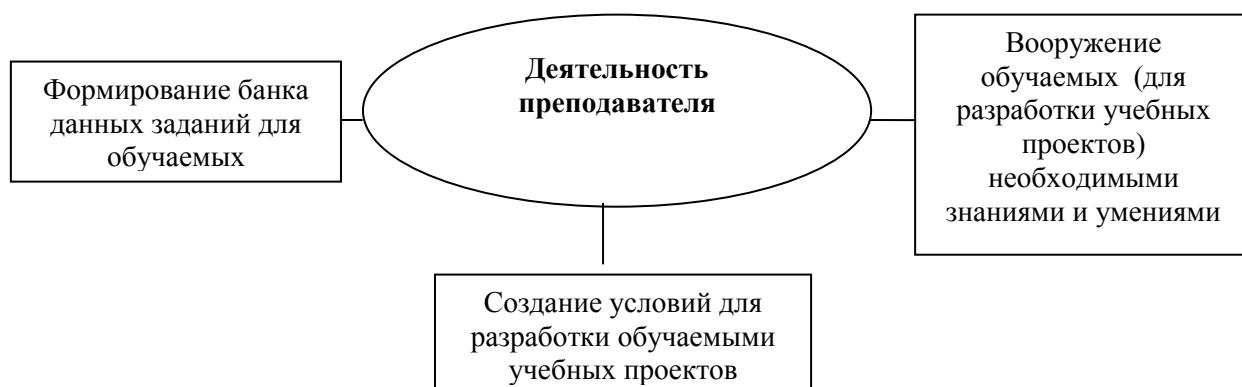 Деятельность
преподавателя
Формирование банка
данных заданий для
обучаемых
Вооружение
обучаемых (для
разработки учебных
проектов)
необходимыми
знаниями и умениями
Создание условий для
разработки обучаемыми
учебных проектов